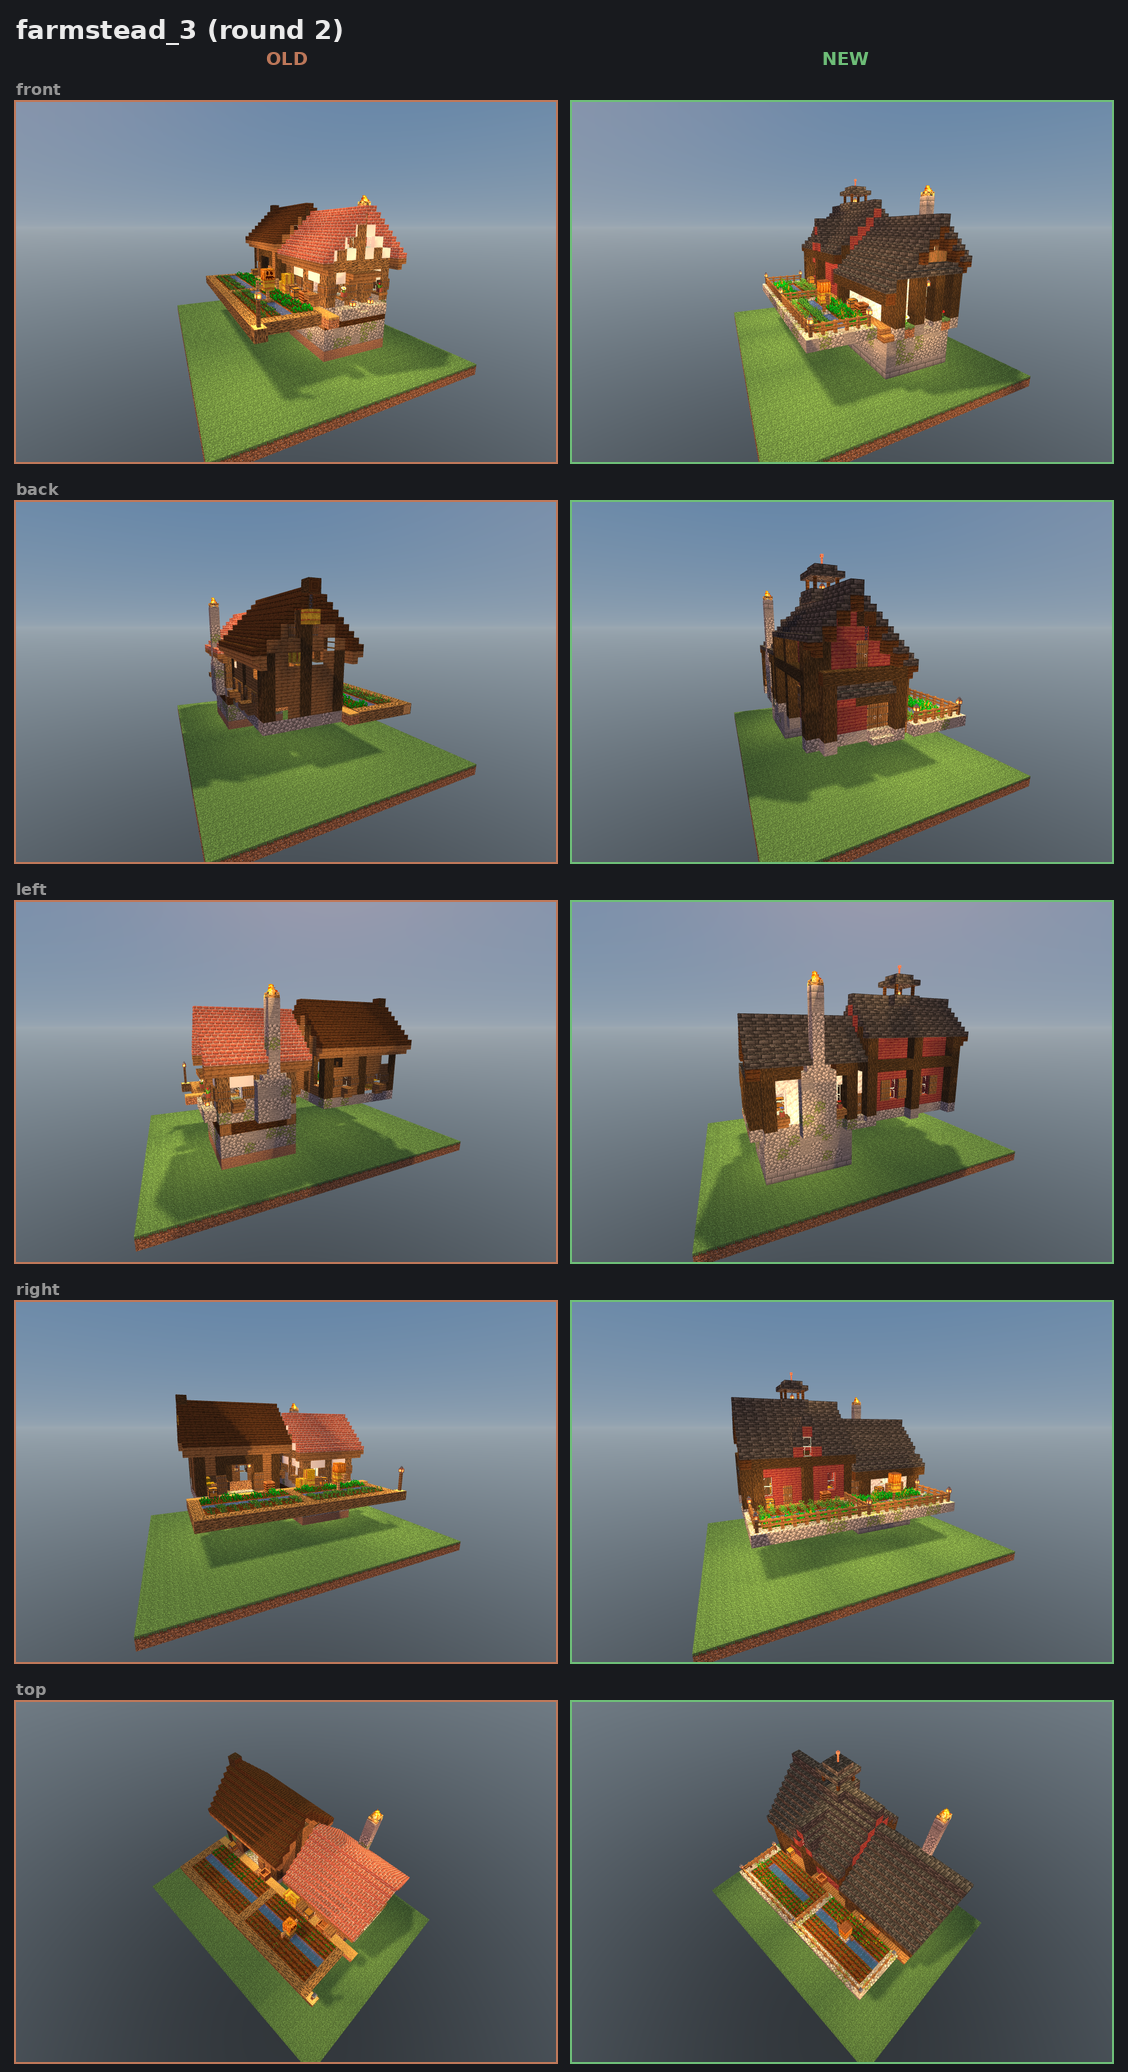 farmstead_3 (round 2)
OLD
NEW
front
back
left
right
top